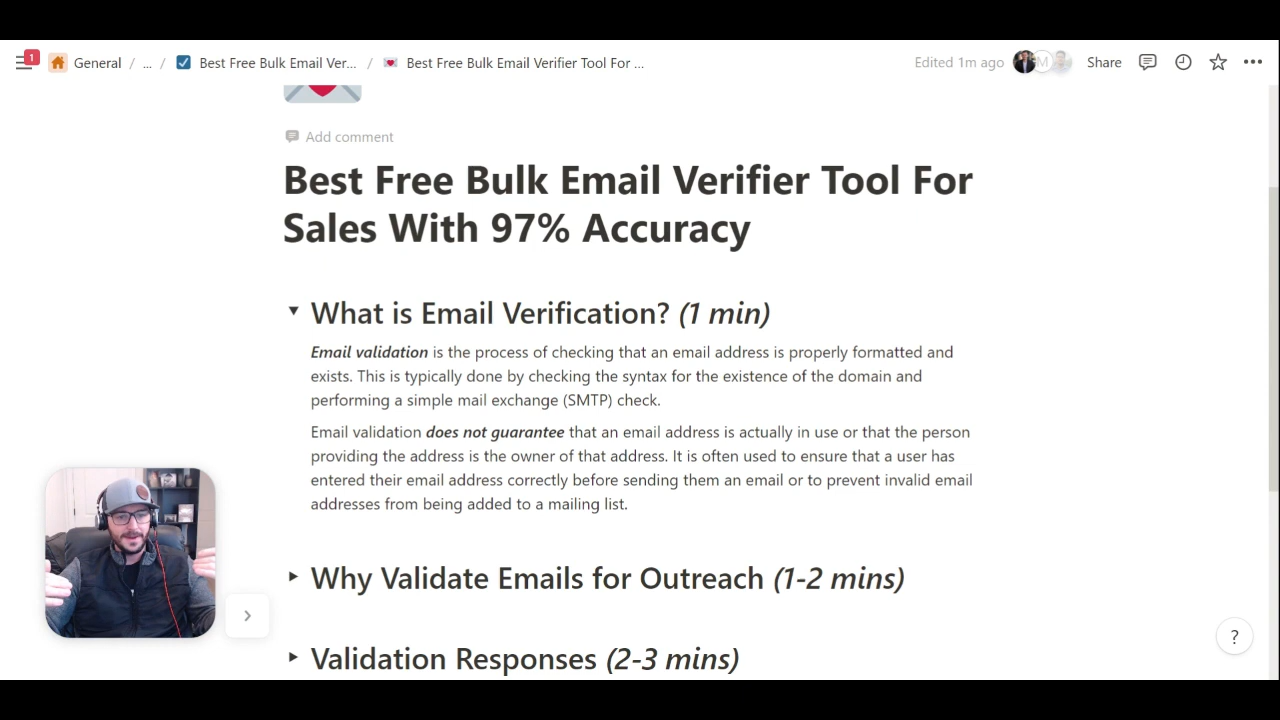 1
General / ... / Best Free Bulk Email Ver... / Best Free Bulk Email Verifier Tool For ...
Edited 1m ago M Share
Add comment
Best Free Bulk Email Verifier Tool For
Sales With 97% Accuracy
What is Email Verification? (1 min)
Email validation is the process of checking that an email address is properly formatted and
exists. This is typically done by checking the syntax for the existence of the domain and
performing a simple mail exchange (SMTP) check.
Email validation does not guarantee that an email address is actually in use or that the person
providing the address is the owner of that address. It is often used to ensure that a user has
entered their email address correctly before sending them an email or to prevent invalid email
addresses from being added to a mailing list.
Why Validate Emails for Outreach (1-2 mins)
?
Validation Responses (2-3 mins)